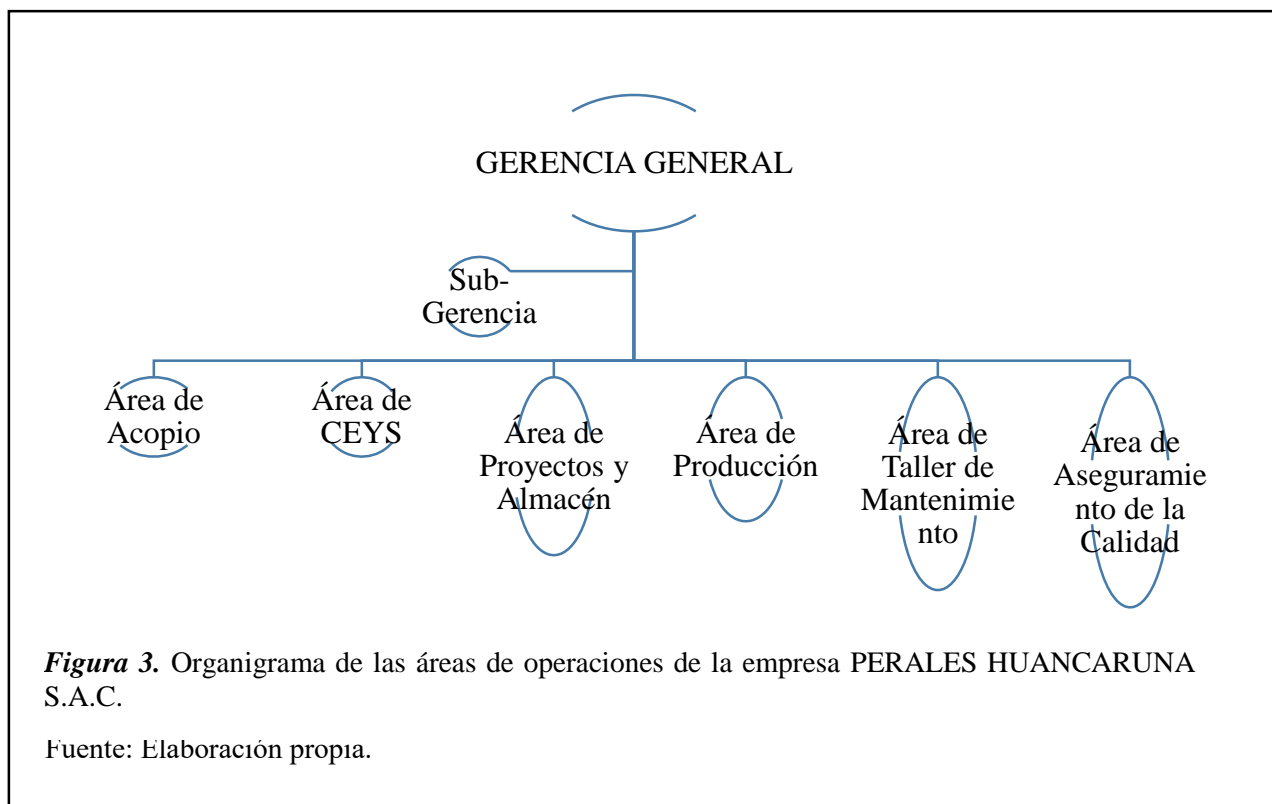 GERENCIA GENERAL
Sub-
Gerencia
Área de
Acopio
Área de
CEYS
Área de
Proyectos y
Almacén
Área de
Producción
Área de
Taller de
Mantenimie
nto
Área de
Aseguramie
nto de la
Calidad
Figura 3. Organigrama de las áreas de operaciones de la empresa PERALES HUANCARUNA
S.A.C.
Fuente: Elaboración propia.